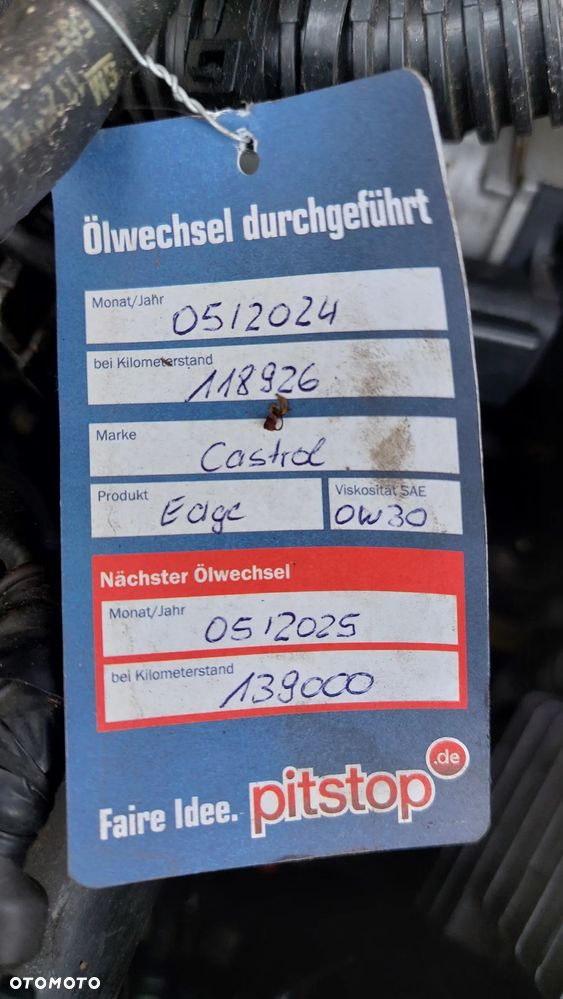 Ölwechsel durchgeführt
Monat/Jahr
05/2024
bei Kilometerstand
118926
Marke
Castrol
Produkt
Edge
Viskosität SAE
0W30
Nächster Ölwechsel
Monat/Jahr
05/2025
bei Kilometerstand
139000
Faire Idee. pitstop.de
OTOMOTO